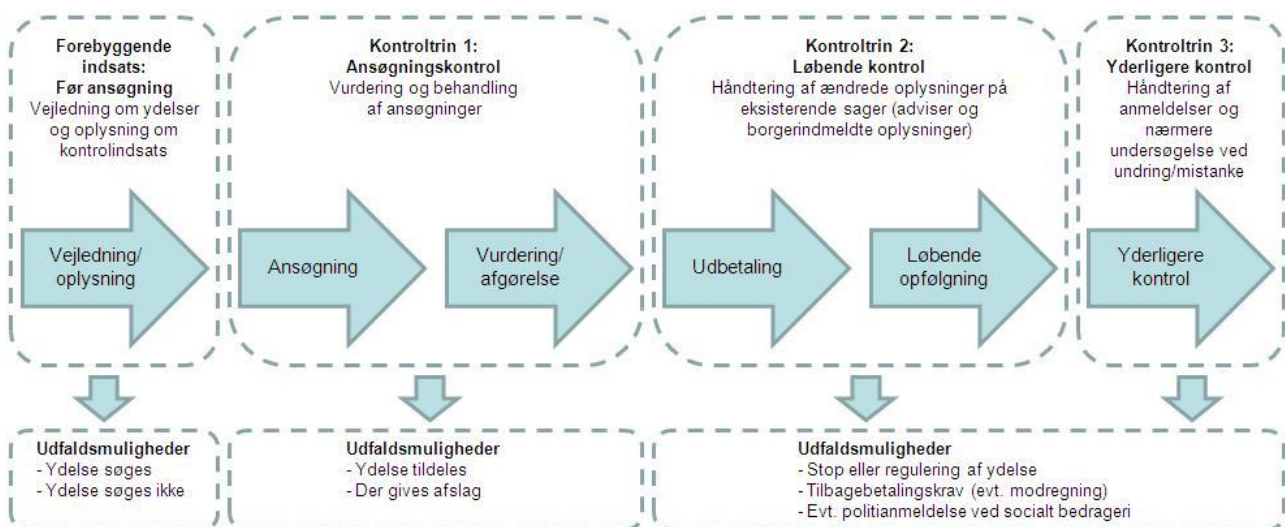 Forebyggende
indsats:
Før ansøgning
Vejledning om ydelser
og oplysning om
kontrolindsats
Kontroltrin 1:
Ansøgningskontrol
Vurdering og behandling
af ansøgninger
Kontroltrin 2:
Løbende kontrol
Håndtering af ændrede oplysninger på
eksisterende sager (adviser og
borgerindmeldte oplysninger)
Kontroltrin 3:
Yderligere kontrol
Håndtering af
anmeldelser og
nærmere
undersøgelse ved
undring/mistanke
Vejledning/
oplysning
Ansøgning
Vurdering/
afgørelse
Udbetaling
Løbende
opfølgning
Yderligere
kontrol
Udfaldsmuligheder
- Ydelse søges
- Ydelse søges ikke
Udfaldsmuligheder
- Ydelse tildeles
- Der gives afslag
Udfaldsmuligheder
- Stop eller regulering af ydelse
- Tilbagebetalingskrav (evt. modregning)
- Evt. politianmeldelse ved socialt bedrageri